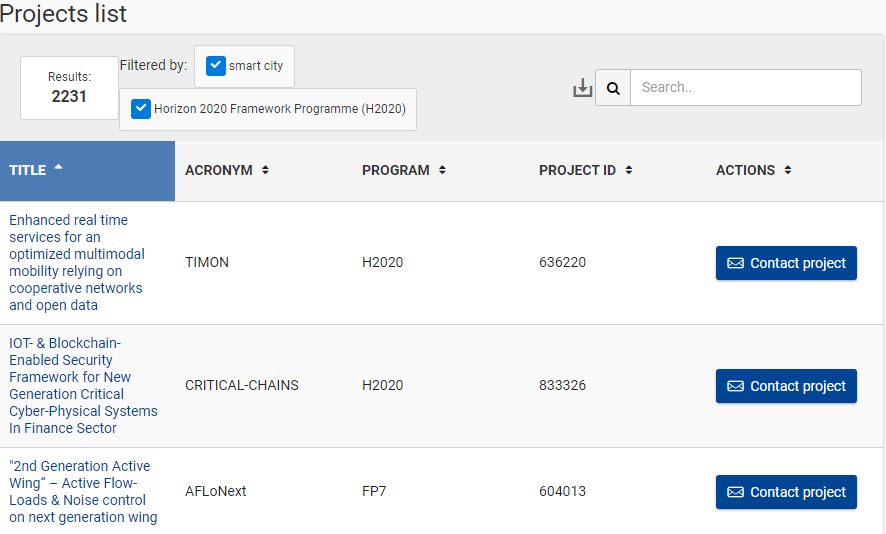 Projects list
Results:
2231
Filtered by:
smart city
Horizon 2020 Framework Programme (H2020)
Search..
TITLE ACRONYM PROGRAM PROJECT ID ACTIONS
Enhanced real time
services for an
optimized multimodal
mobility relying on
cooperative networks
and open data
TIMON H2020 636220 Contact project
IOT- & Blockchain-
Enabled Security
Framework for New
Generation Critical
Cyber-Physical Systems
In Finance Sector
CRITICAL-CHAINS H2020 833326 Contact project
"2nd Generation Active
Wing“ – Active Flow-
Loads & Noise control
on next generation wing
AFLoNext FP7 604013 Contact project